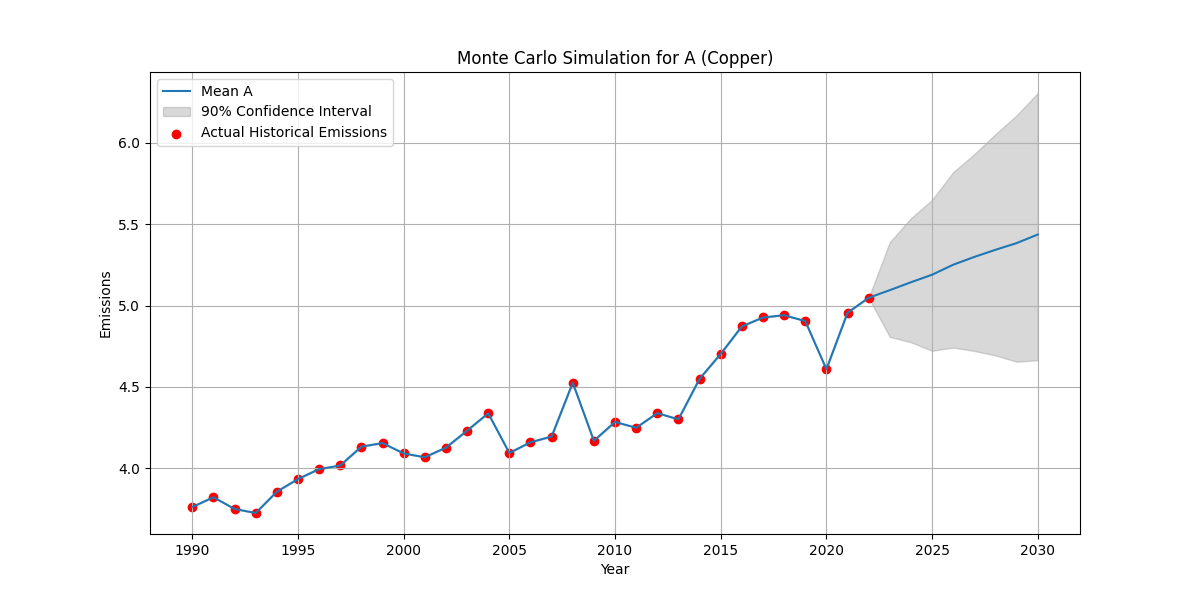 Monte Carlo Simulation for A (Copper)
Mean A
90% Confidence Interval
Actual Historical Emissions
Emissions
6.0
5.5
5.0
4.5
4.0
1990 1995 2000 2005 2010 2015 2020 2025 2030
Year